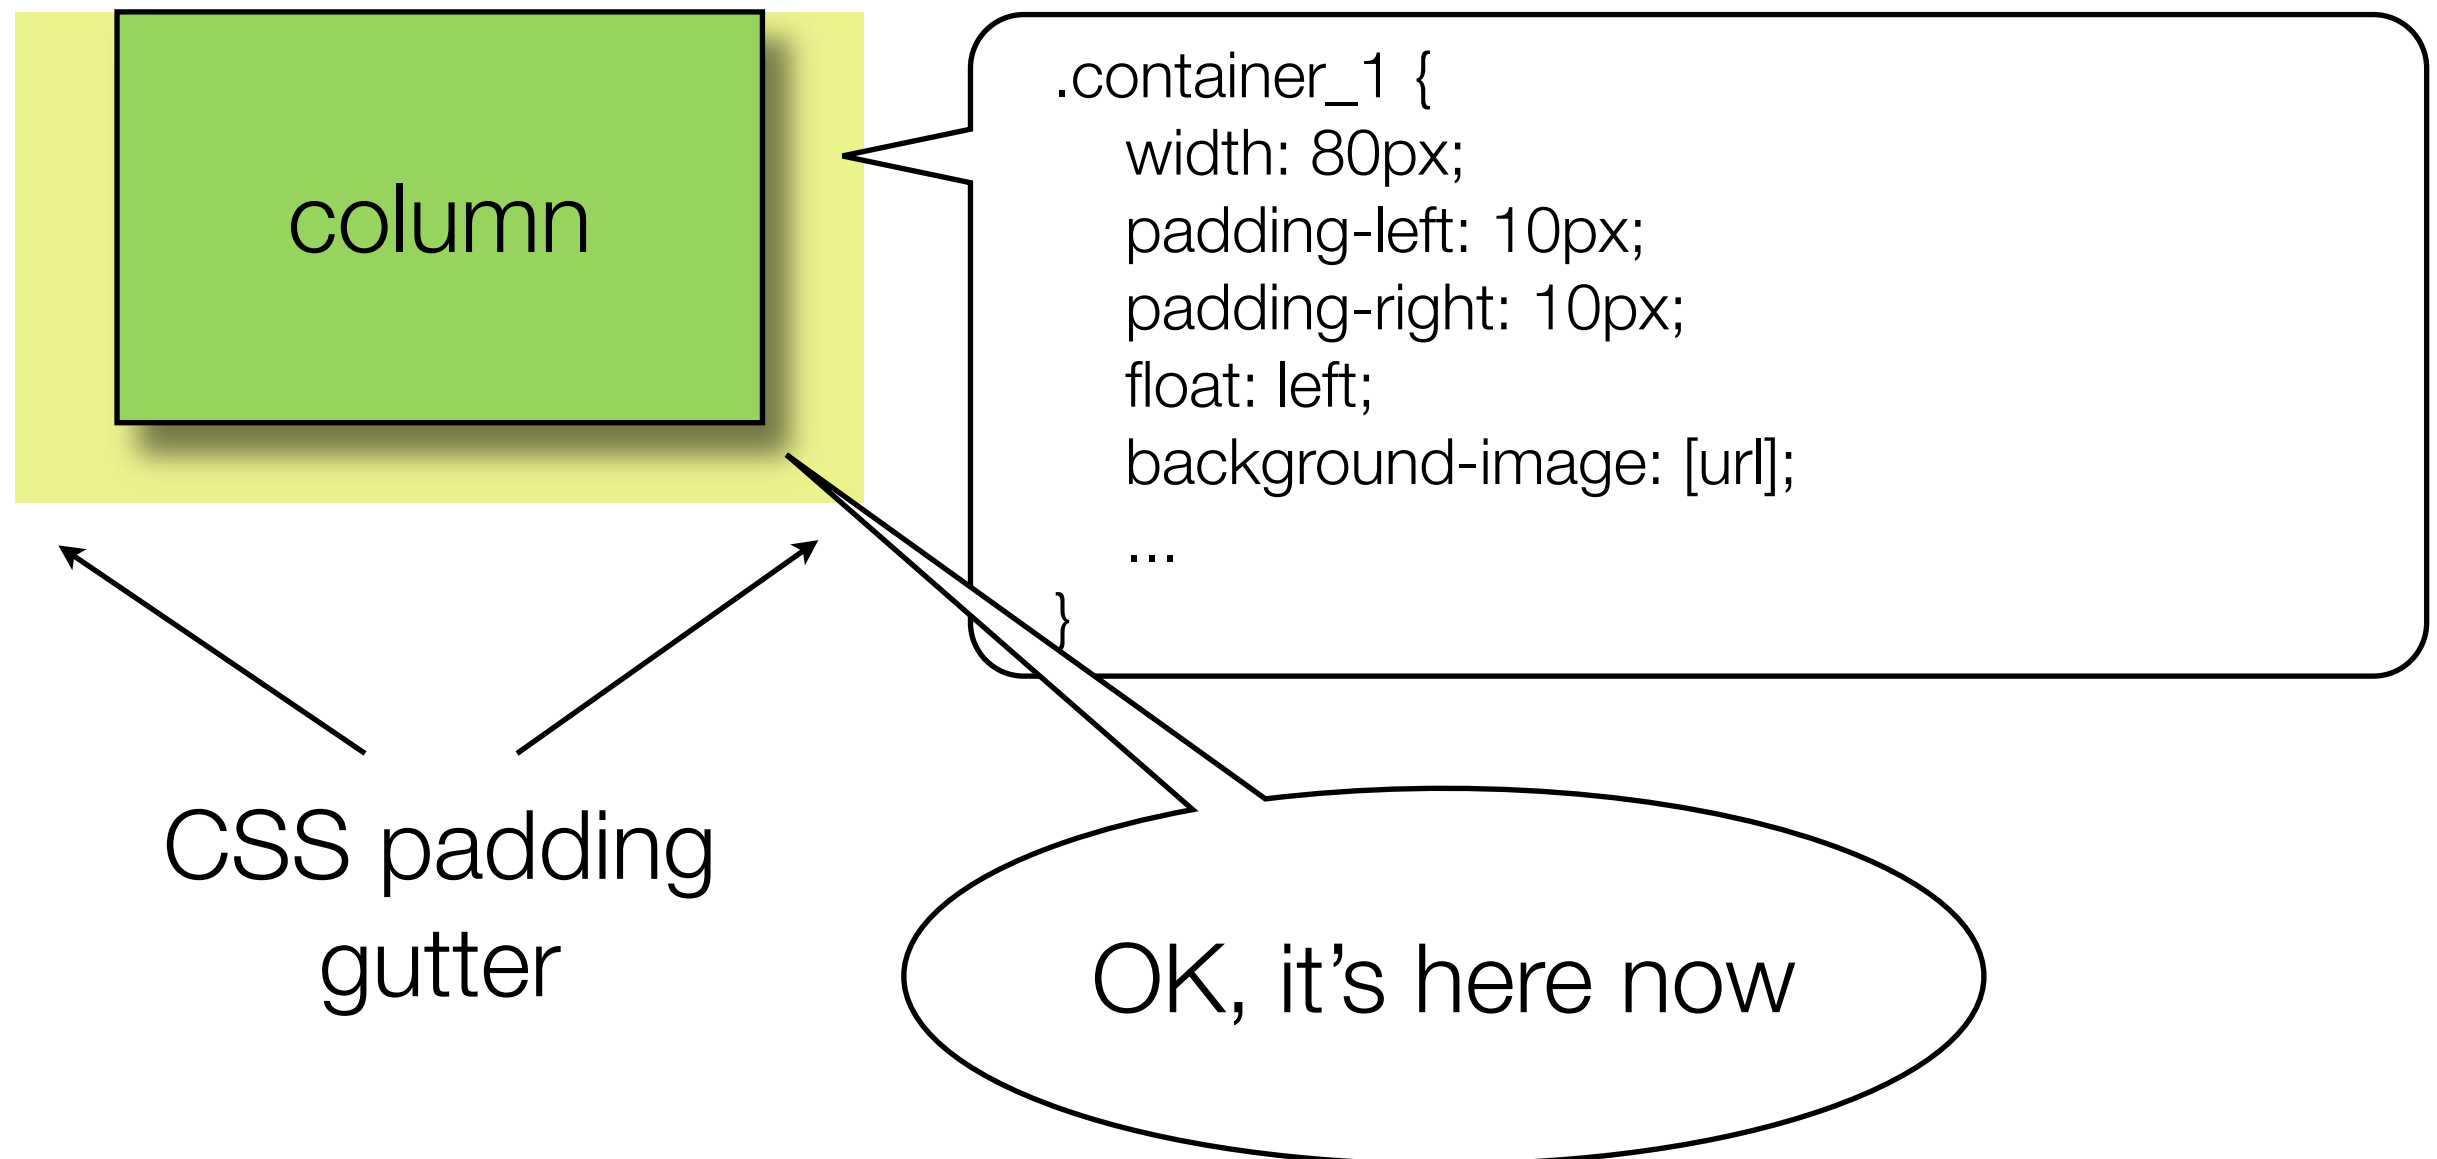 column
.container_1 {
width: 80px;
padding-left: 10px;
padding-right: 10px;
float: left;
background-image: [url];
...
}
CSS padding
gutter
OK, it’s here now